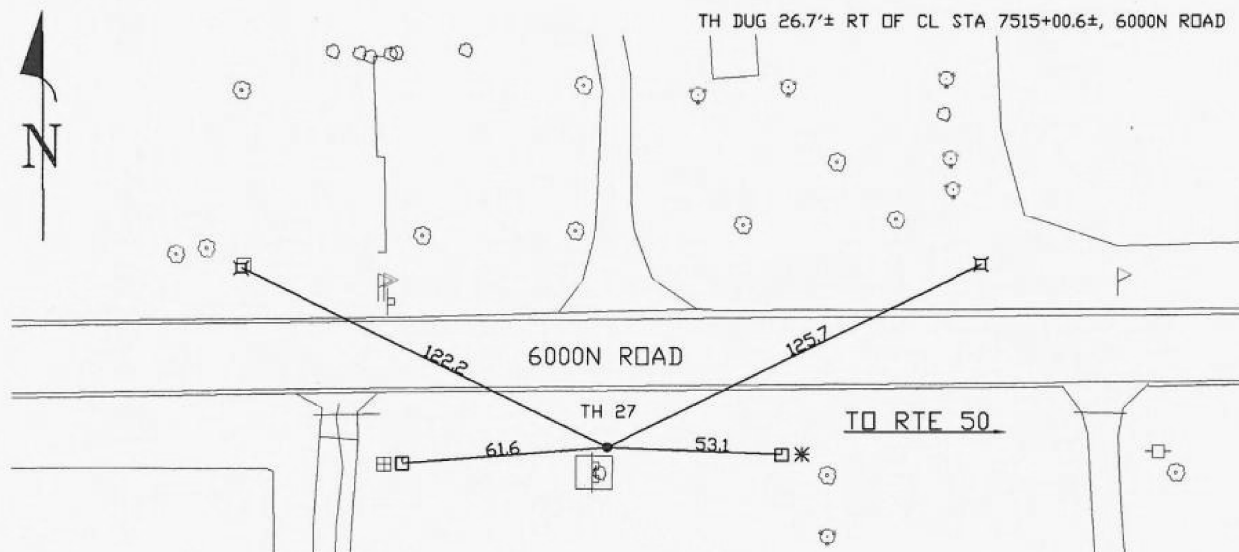 TH DUG 26.7'± RT OF CL STA 7515+00.6±, 6000N ROAD
N
122.2
6000N ROAD
125.7
TH 27
TO RTE 50
61.6
53.1